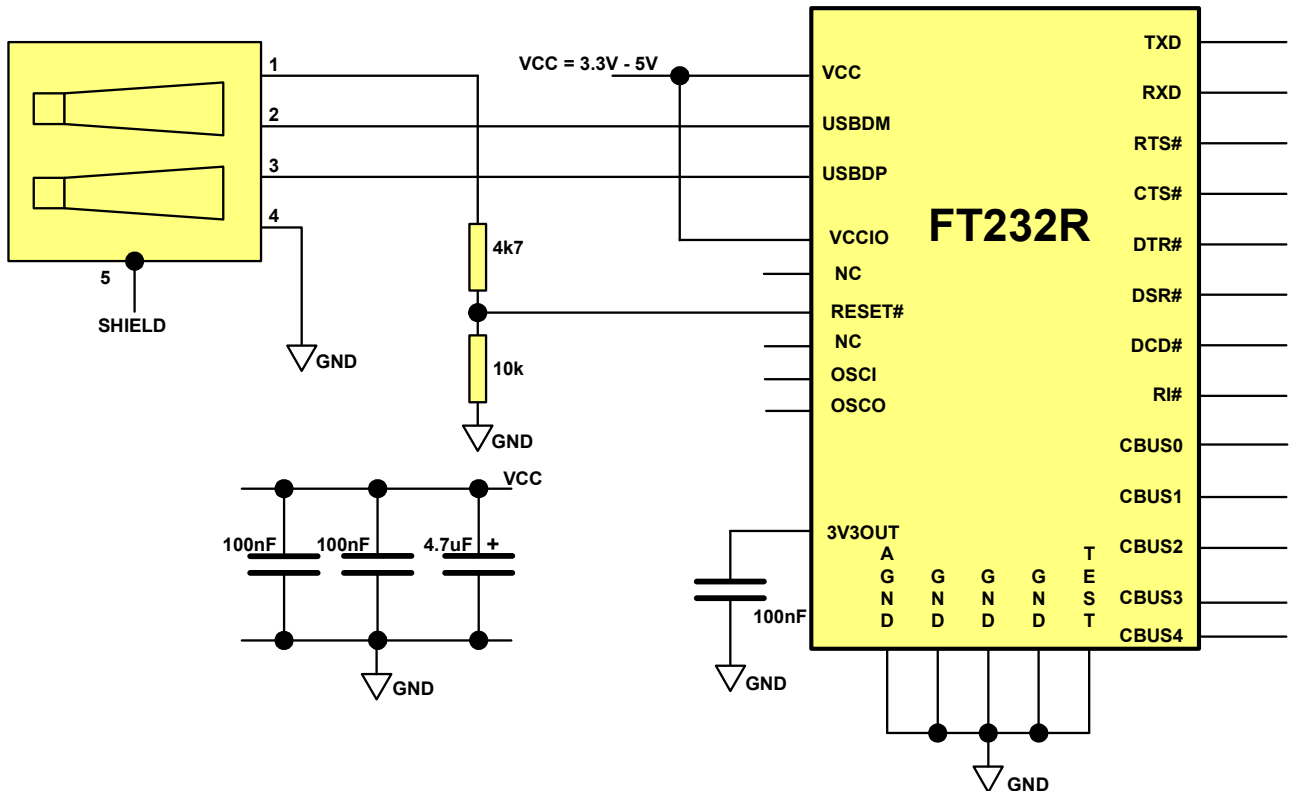 1
2
3
4
5
SHIELD
GND
VCC = 3.3V - 5V
4k7
10k
GND
VCC
100nF
100nF
4.7uF +
GND
VCC
USBDM
USBDP
VCCIO
NC
RESET#
NC
OSCI
OSCO
3V3OUT
100nF
GND
FT232R
TXD
RXD
RTS#
CTS#
DTR#
DSR#
DCD#
RI#
CBUS0
CBUS1
CBUS2
CBUS3
CBUS4
AGND
GND
GND
GND
TEST
GND